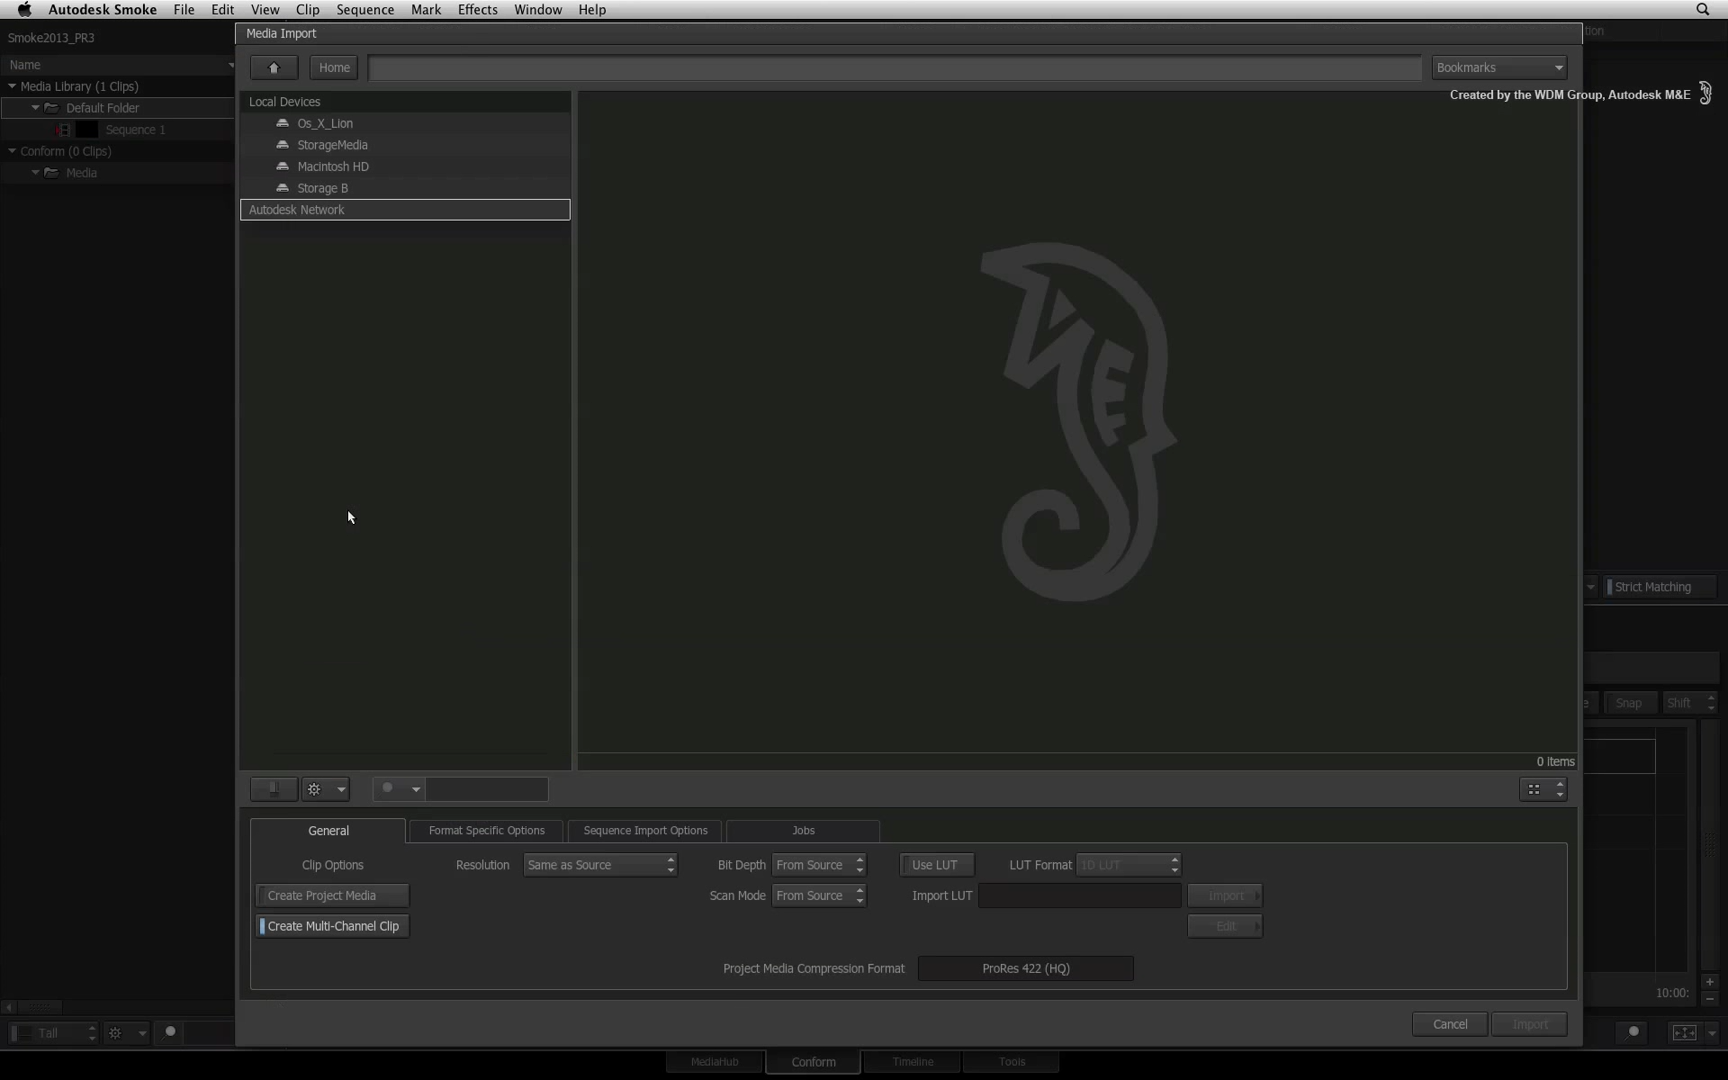 Autodesk Smoke File Edit View Clip Sequence Mark Effects Window Help
Smoke2013_PR3
Media Import
Name
Home
Bookmarks
Media Library (1 Clips)
Default Folder
Sequence 1
Conform (0 Clips)
Media
Local Devices
Os_X_Lion
StorageMedia
Macintosh HD
Storage B
Autodesk Network
Created by the WDM Group, Autodesk M&E
tion
Strict Matching
Snap Shift
0 Items
General Format Specific Options Sequence Import Options Jobs
Clip Options Resolution Same as Source Bit Depth From Source Use LUT LUT Format 1D LUT
Create Project Media Scan Mode From Source Import LUT Import
Create Multi-Channel Clip Edit
Project Media Compression Format ProRes 422 (HQ)
10:00:
Tall
Cancel Import
MediaHub Conform Timeline Tools